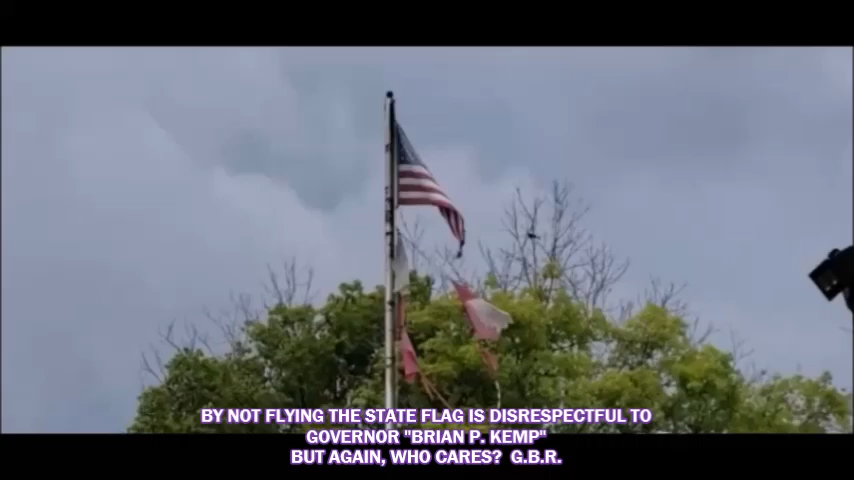 BY NOT FLYING THE STATE FLAG IS DISRESPECTFUL TO
GOVERNOR "BRIAN P. KEMP"
BUT AGAIN, WHO CARES?  G.B.R.